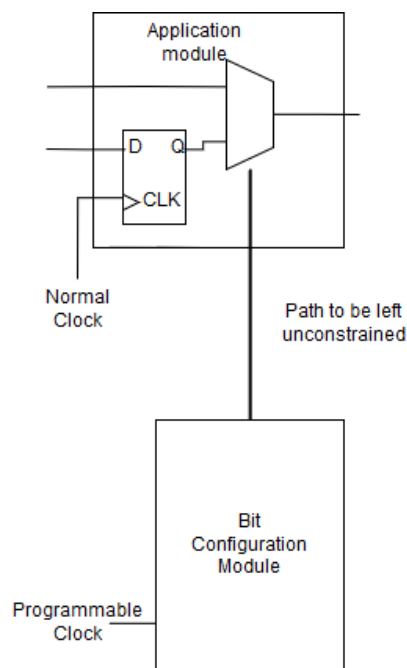 Application
module
D Q
CLK
Normal
Clock
Path to be left
unconstrained
Bit
Configuration
Module
Programmable
Clock